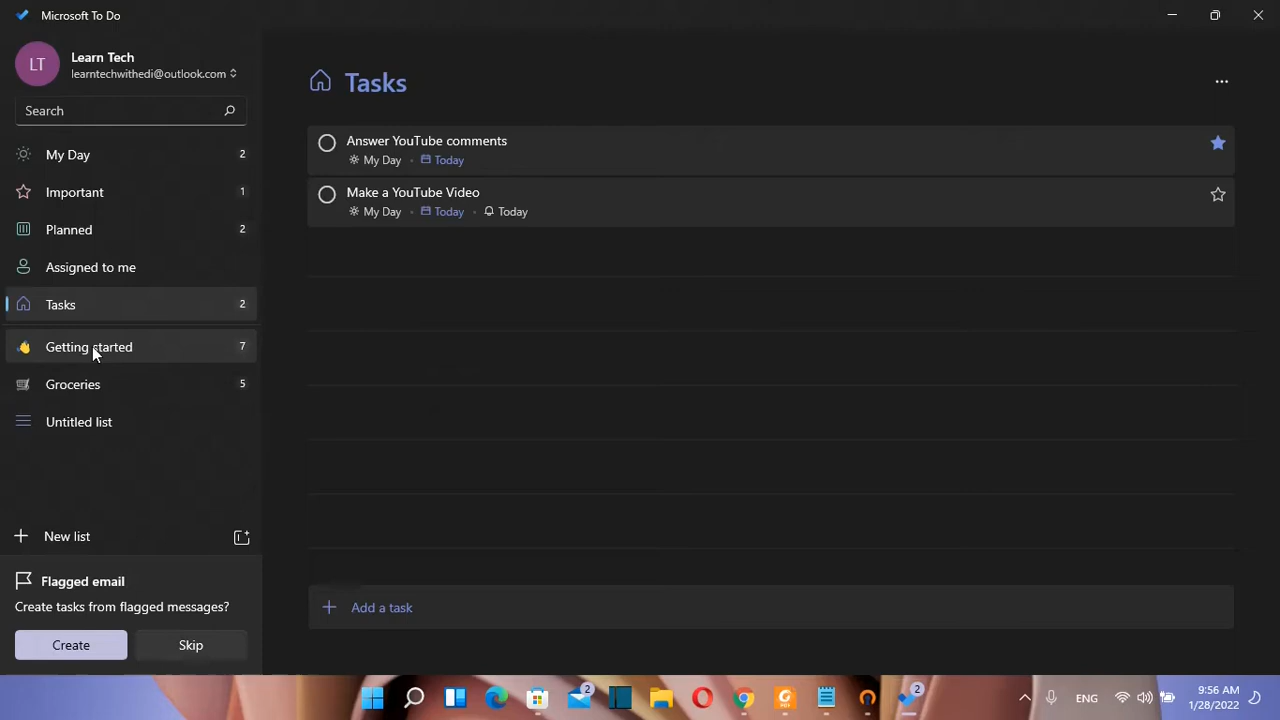 Microsoft To Do
LT
Learn Tech
learntechwithedi@outlook.com
Search
My Day 2
Important 1
Planned 2
Assigned to me
Tasks 2
Getting started 7
Groceries 5
Untitled list
New list
Flagged email
Create tasks from flagged messages?
Create Skip
Tasks
Answer YouTube comments
My Day • Today
Make a YouTube Video
My Day • Today • Today
Add a task
2
2
ENG
9:56 AM
1/28/2022